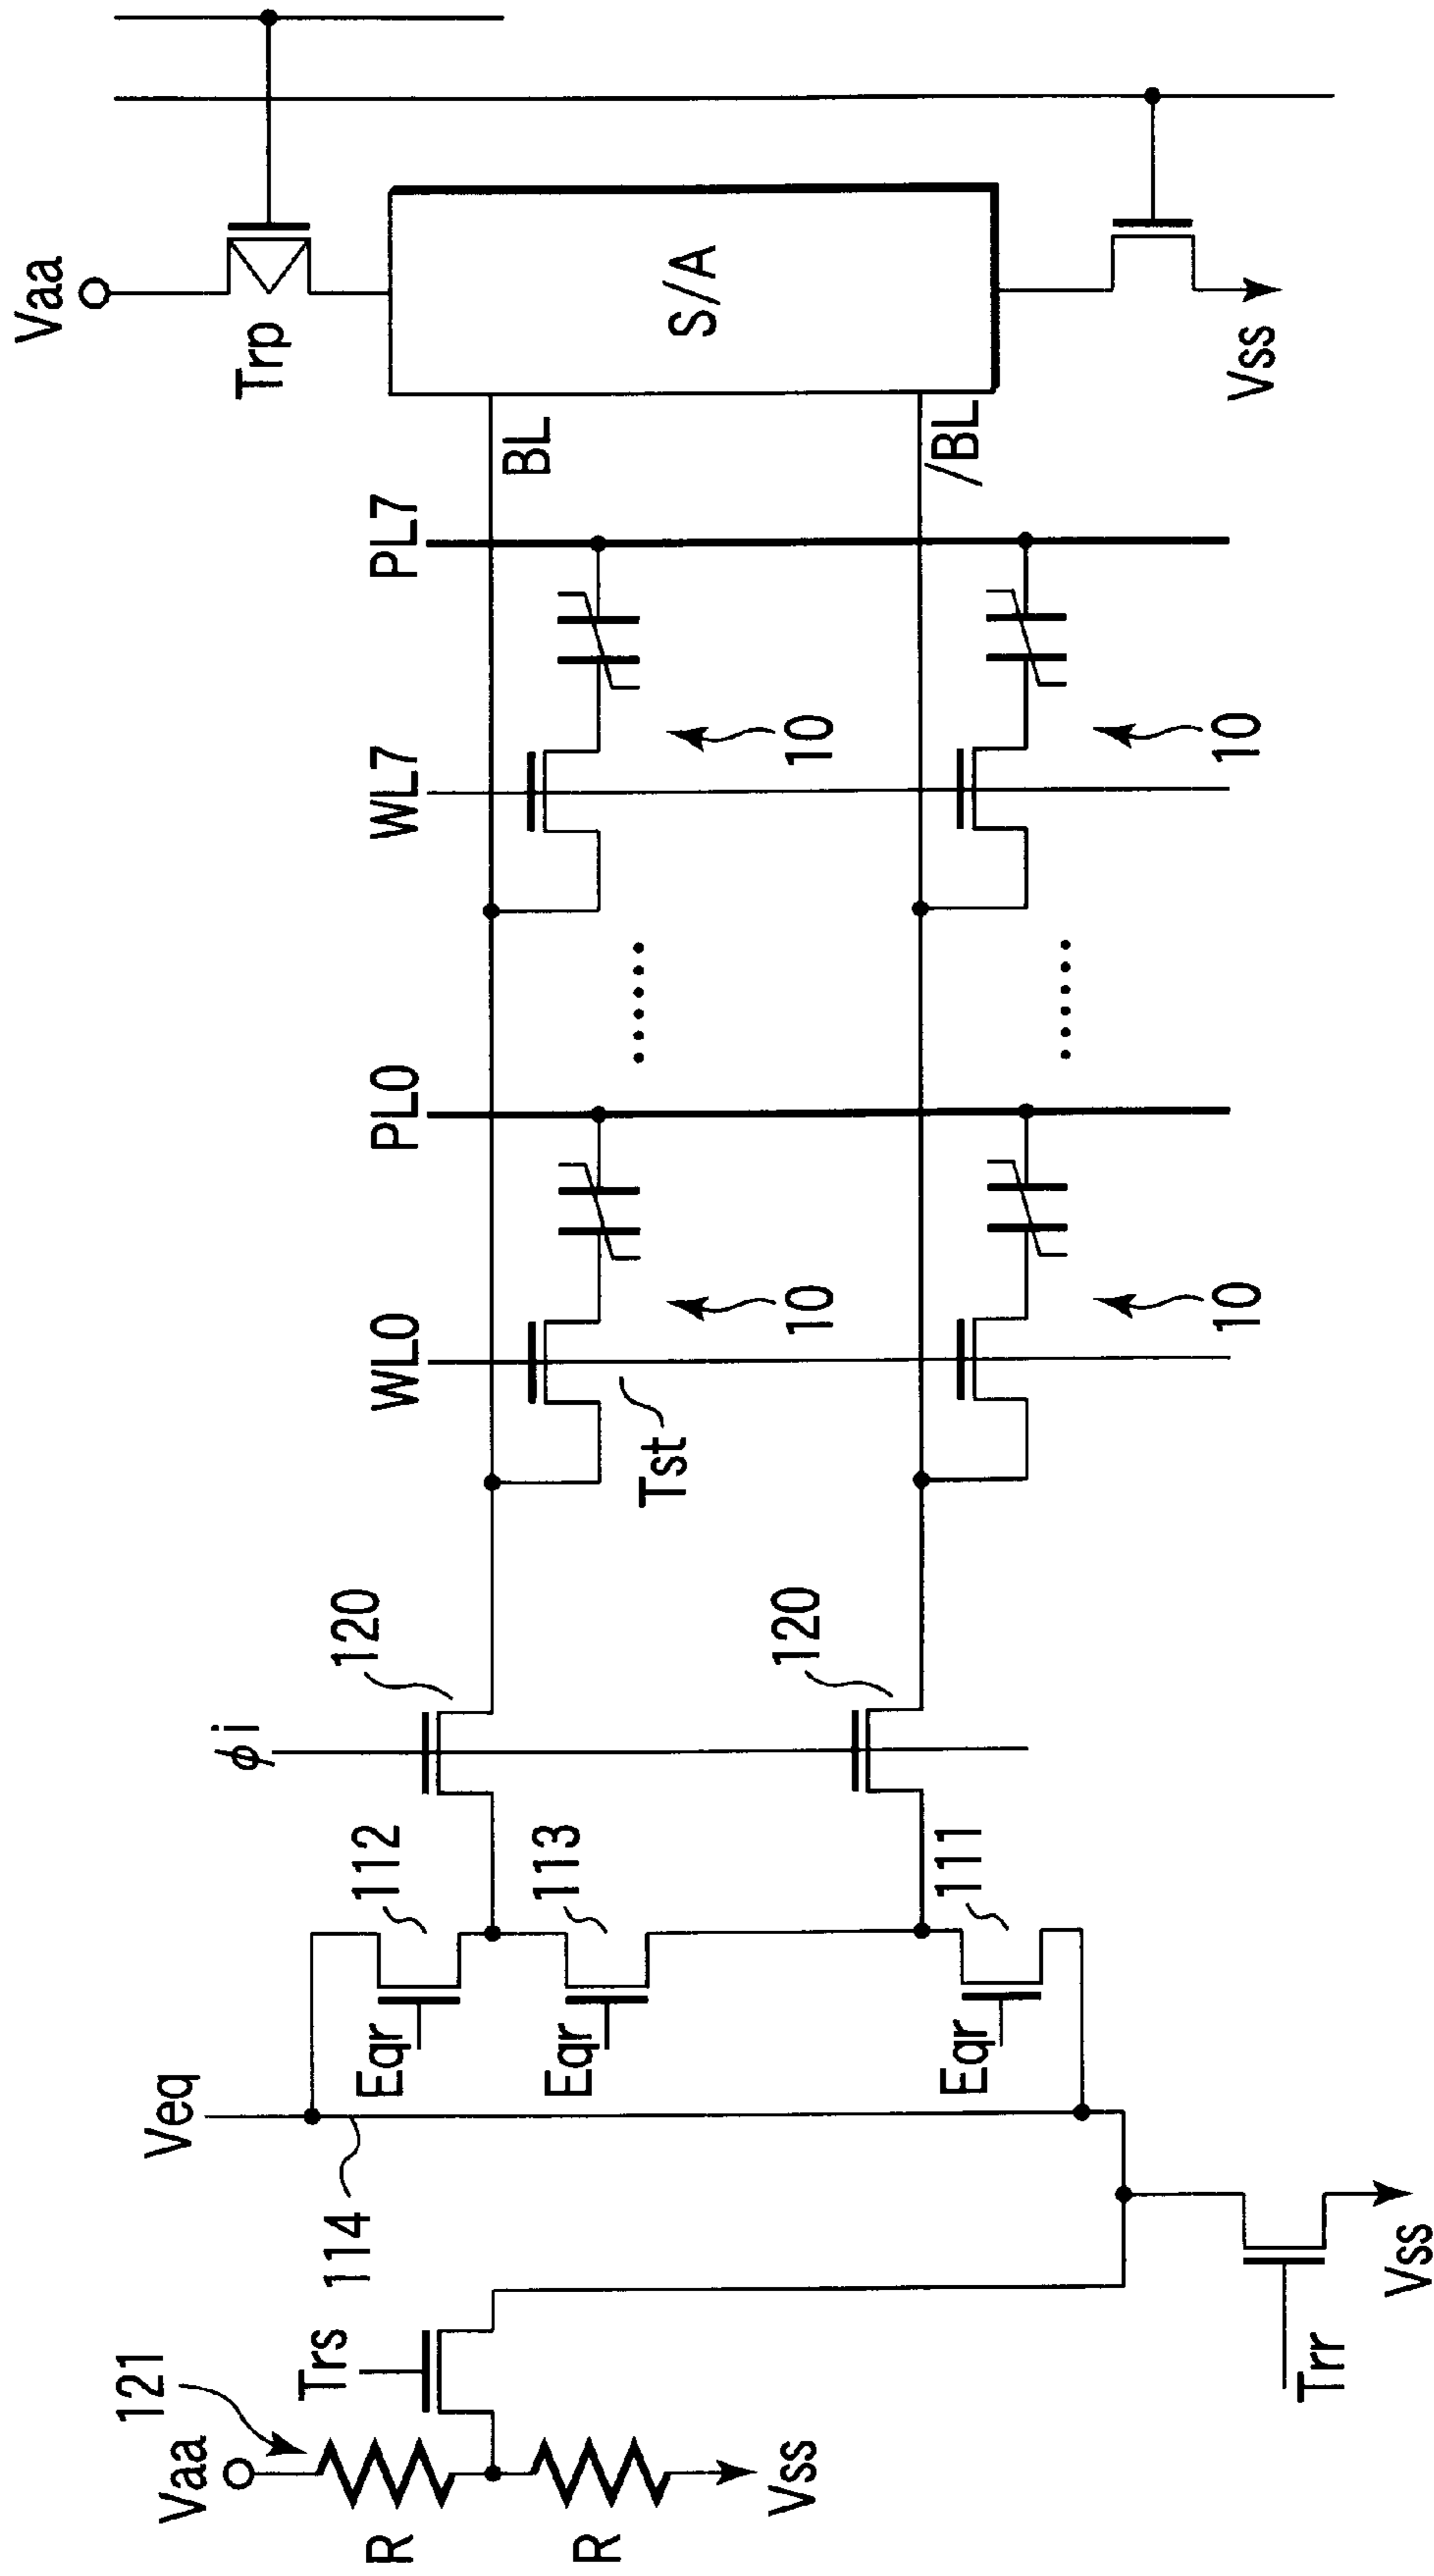 Vaa
Trp
S/A
Vss
BL
/BL
PL7
WL7
10
10
PL0
WL0
10
10
Tst
120
120
φi
112
113
111
Eqr
Eqr
Eqr
Veq
114
Trs
121
Vaa
R
R
Vss
Trr
Vss